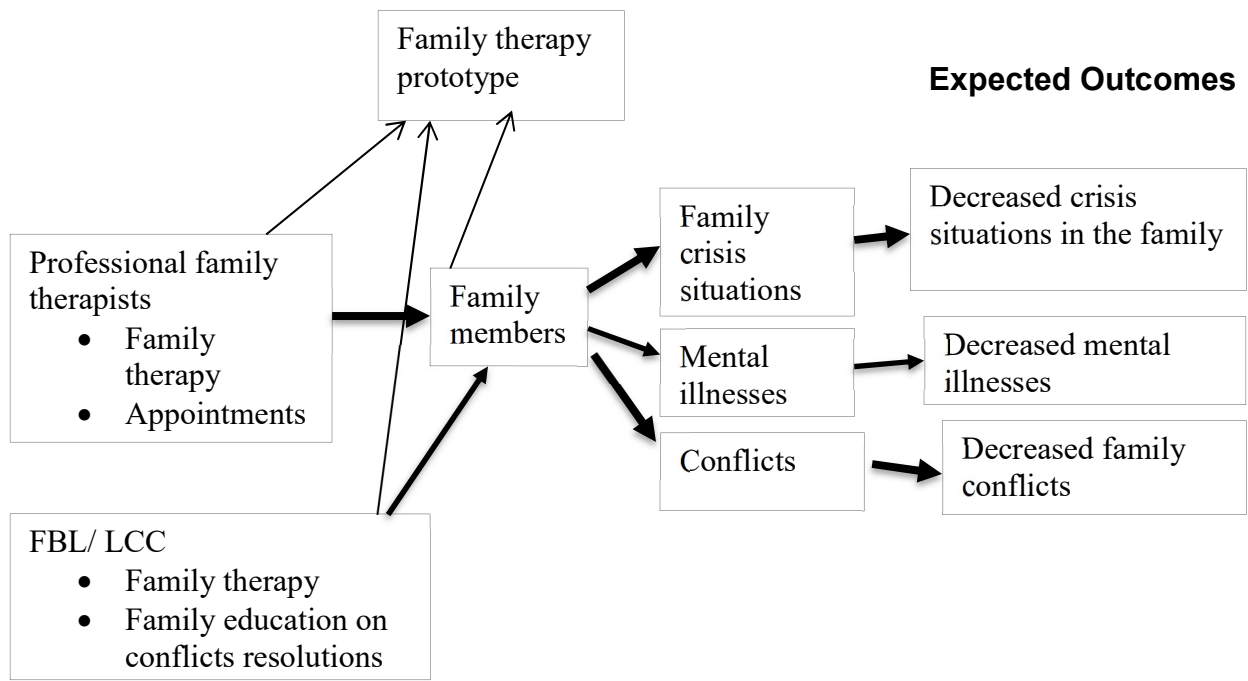 Family therapy
prototype
Expected Outcomes
Professional family
therapists
• Family
therapy
• Appointments
Family
members
Family
crisis
situations
Decreased crisis
situations in the family
Mental
illnesses
Decreased mental
illnesses
Conflicts
Decreased family
conflicts
FBL/ LCC
• Family therapy
• Family education on
conflicts resolutions